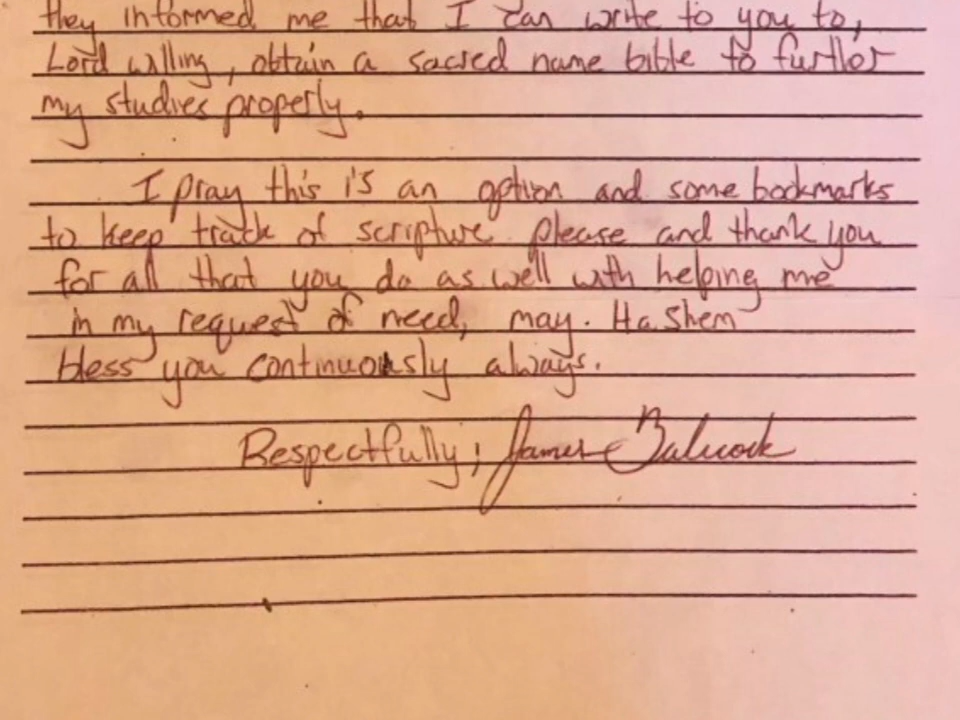 they informed me that I can write to you to,
Lord willing, obtain a sacred name bible to further
my studies properly.
I pray this is an option and some bookmarks
to keep track of scripture please and thank you
for all that you do as well with helping me
in my request of need, may. Ha Shem
bless you continuously always.
Respectfully; James